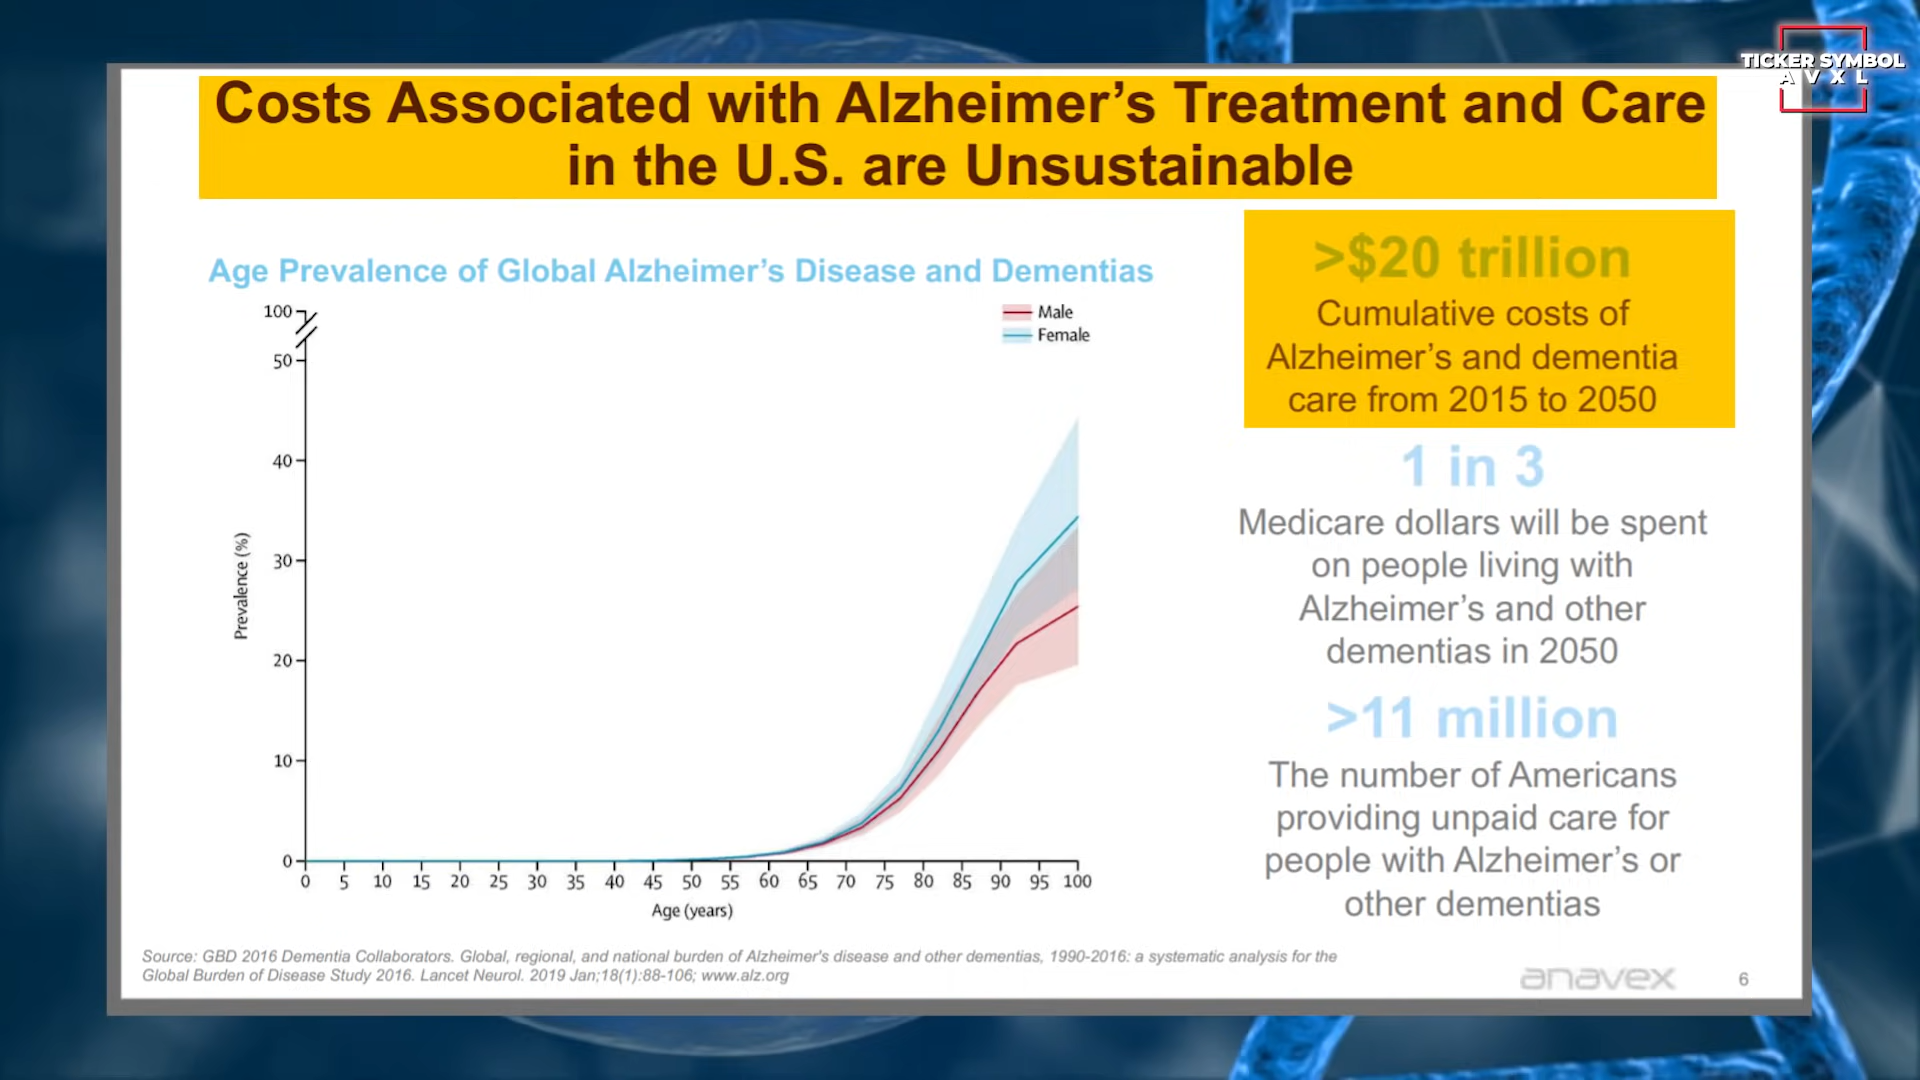 TICKER SYMBOL
AVXL
Costs Associated with Alzheimer's Treatment and Care
in the U.S. are Unsustainable
Age Prevalence of Global Alzheimer's Disease and Dementias
Male
Female
100
50
40
30
20
10
0
Prevalence (%)
0 5 10 15 20 25 30 35 40 45 50 55 60 65 70 75 80 85 90 95 100
Age (years)
>$20 trillion
Cumulative costs of
Alzheimer's and dementia
care from 2015 to 2050
1 in 3
Medicare dollars will be spent
on people living with
Alzheimer's and other
dementias in 2050
>11 million
The number of Americans
providing unpaid care for
people with Alzheimer's or
other dementias
Source: GBD 2016 Dementia Collaborators. Global, regional, and national burden of Alzheimer's disease and other dementias, 1990-2016: a systematic analysis for the
Global Burden of Disease Study 2016. Lancet Neurol. 2019 Jan;18(1):88-106; www.alz.org
anavex
6